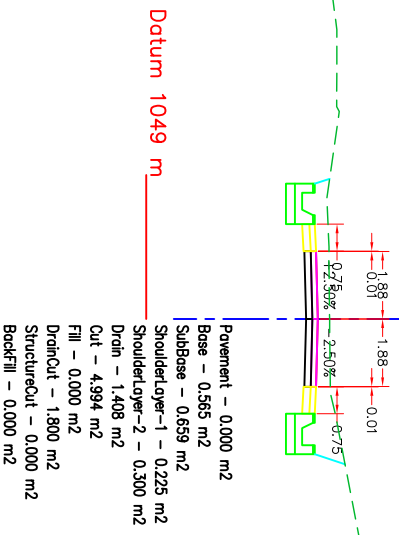 1.88 1.88
0.01 0.01
0.75 0.75
2.50% - 2.50%
Pavement - 0.000 m2
Base - 0.565 m2
SubBase - 0.659 m2
ShoulderLayer-1 - 0.225 m2
ShoulderLayer-2 - 0.300 m2
Drain - 1.408 m2
Cut - 4.994 m2
Fill - 0.000 m2
DrainCut - 1.800 m2
StructureCut - 0.000 m2
BackFill - 0.000 m2
Datum 1049 m